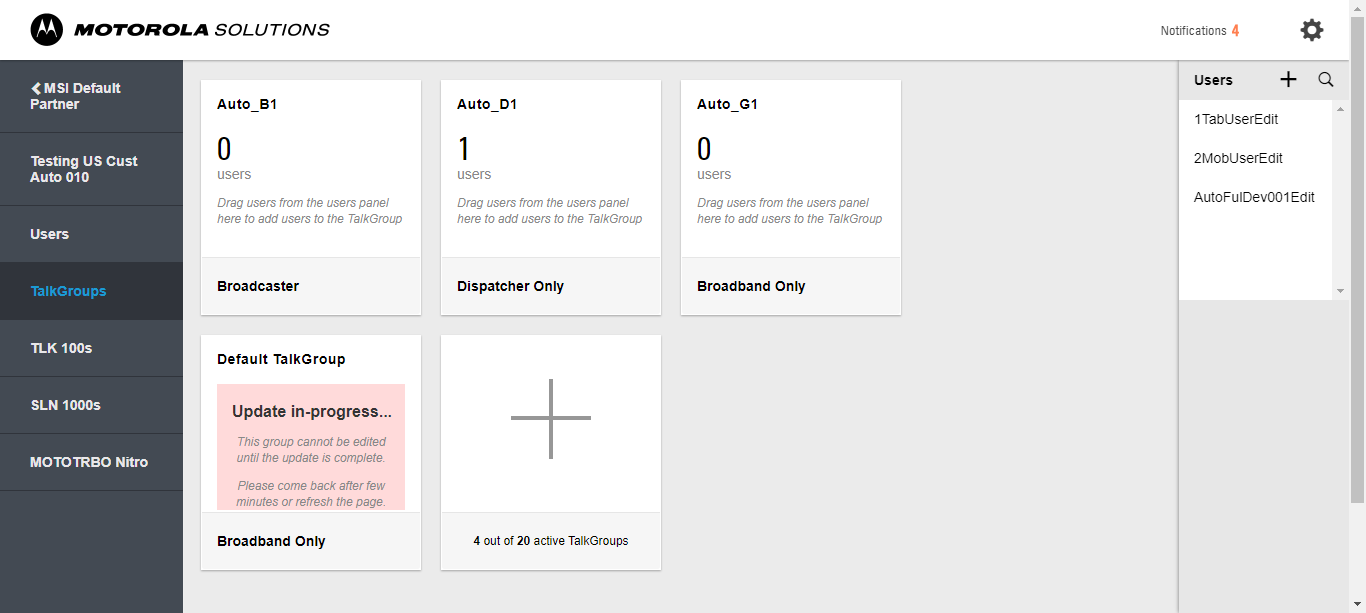 MOTOROLA SOLUTIONS
Notifications 4
MSI Default
Partner
Testing US Cust
Auto 010
Users
TalkGroups
TLK 100s
SLN 1000s
MOTOTRBO Nitro
Auto_B1
0
users
Drag users from the users panel
here to add users to the TalkGroup
Broadcaster
Auto_D1
1
users
Drag users from the users panel
here to add users to the TalkGroup
Dispatcher Only
Auto_G1
0
users
Drag users from the users panel
here to add users to the TalkGroup
Broadband Only
Default TalkGroup
Update in-progress...
This group cannot be edited
until the update is complete.
Please come back after few
minutes or refresh the page.
Broadband Only
4 out of 20 active TalkGroups
Users
1TabUserEdit
2MobUserEdit
AutoFulDev001Edit